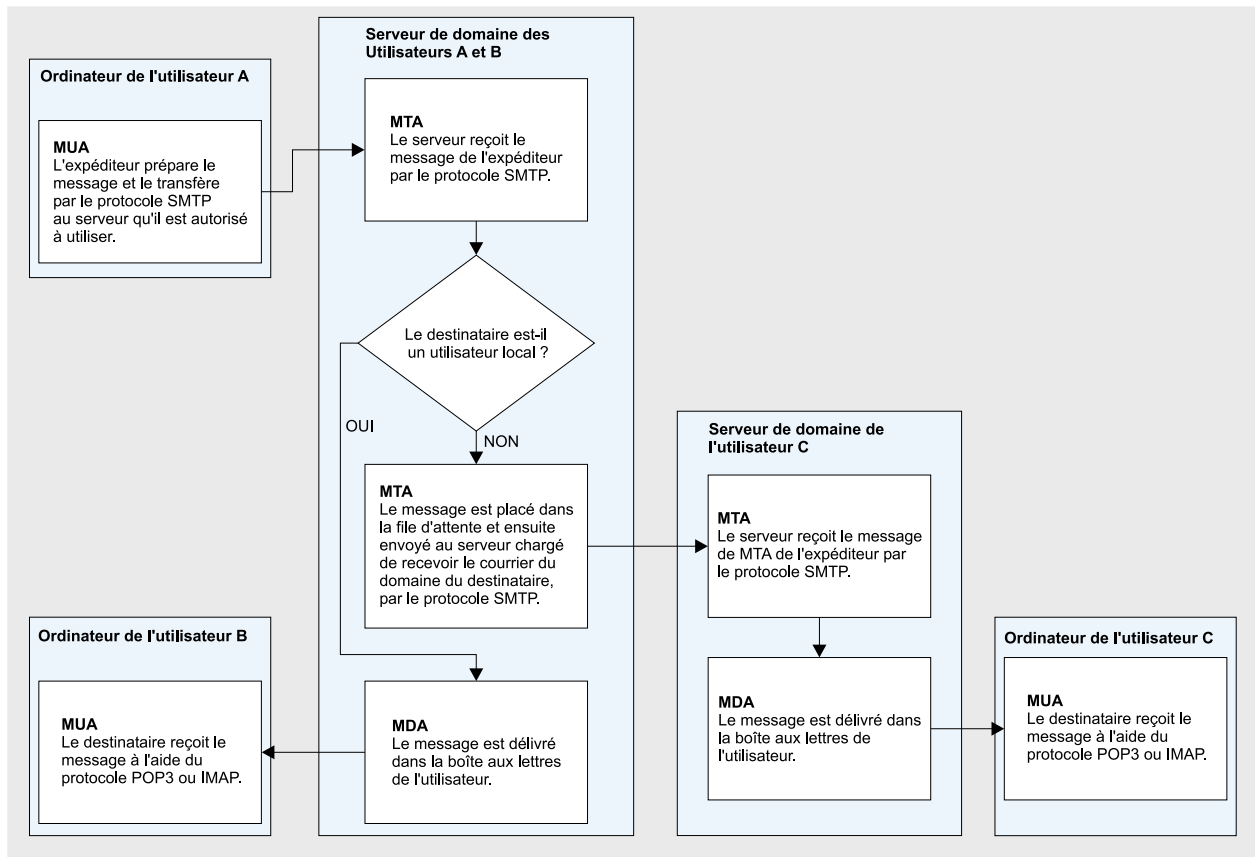 Ordinateur de l'utilisateur A
MUA
L'expéditeur prépare le
message et le transfère
par le protocole SMTP
au serveur qu'il est autorisé
à utiliser.
Serveur de domaine des
Utilisateurs A et B
MTA
Le serveur reçoit le
message de l'expéditeur
par le protocole SMTP.
Le destinataire est-il
un utilisateur local ?
OUI
NON
MTA
Le message est placé dans
la file d'attente et ensuite
envoyé au serveur chargé
de recevoir le courrier du
domaine du destinataire,
par le protocole SMTP.
MDA
Le message est délivré
dans la boîte aux lettres
de l'utilisateur.
Ordinateur de l'utilisateur B
MUA
Le destinataire reçoit le
message à l'aide du
protocole POP3 ou IMAP.
Serveur de domaine de
l'utilisateur C
MTA
Le serveur reçoit le message
de MTA de l'expéditeur par
le protocole SMTP.
MDA
Le message est délivré dans
la boîte aux lettres de
l'utilisateur.
Ordinateur de l'utilisateur C
MUA
Le destinataire reçoit le
message à l'aide du
protocole POP3 ou IMAP.